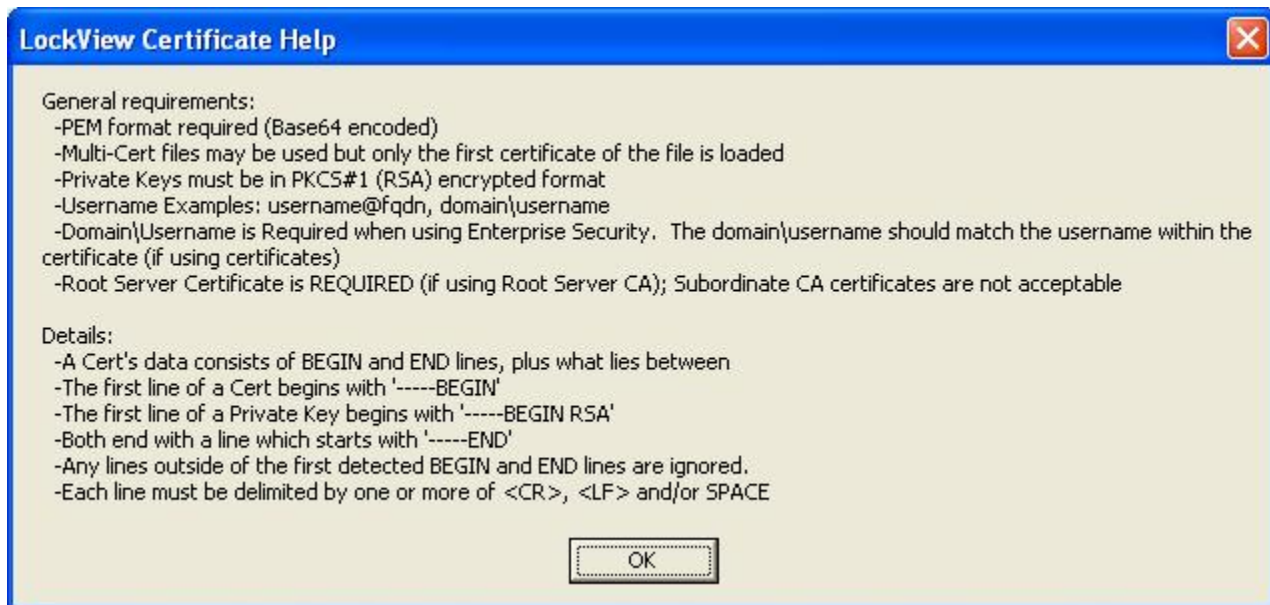 LockView Certificate Help
General requirements:
-PEM format required (Base64 encoded)
-Multi-Cert files may be used but only the first certificate of the file is loaded
-Private Keys must be in PKCS#1 (RSA) encrypted format
-Username Examples: username@fqdn, domain\username
-Domain\Username is Required when using Enterprise Security.  The domain\username should match the username within the
certificate (if using certificates)
-Root Server Certificate is REQUIRED (if using Root Server CA); Subordinate CA certificates are not acceptable
Details:
-A Cert's data consists of BEGIN and END lines, plus what lies between
-The first line of a Cert begins with '-----BEGIN'
-The first line of a Private Key begins with '-----BEGIN RSA'
-Both end with a line which starts with '-----END'
-Any lines outside of the first detected BEGIN and END lines are ignored.
-Each line must be delimited by one or more of <CR>, <LF> and/or SPACE
OK